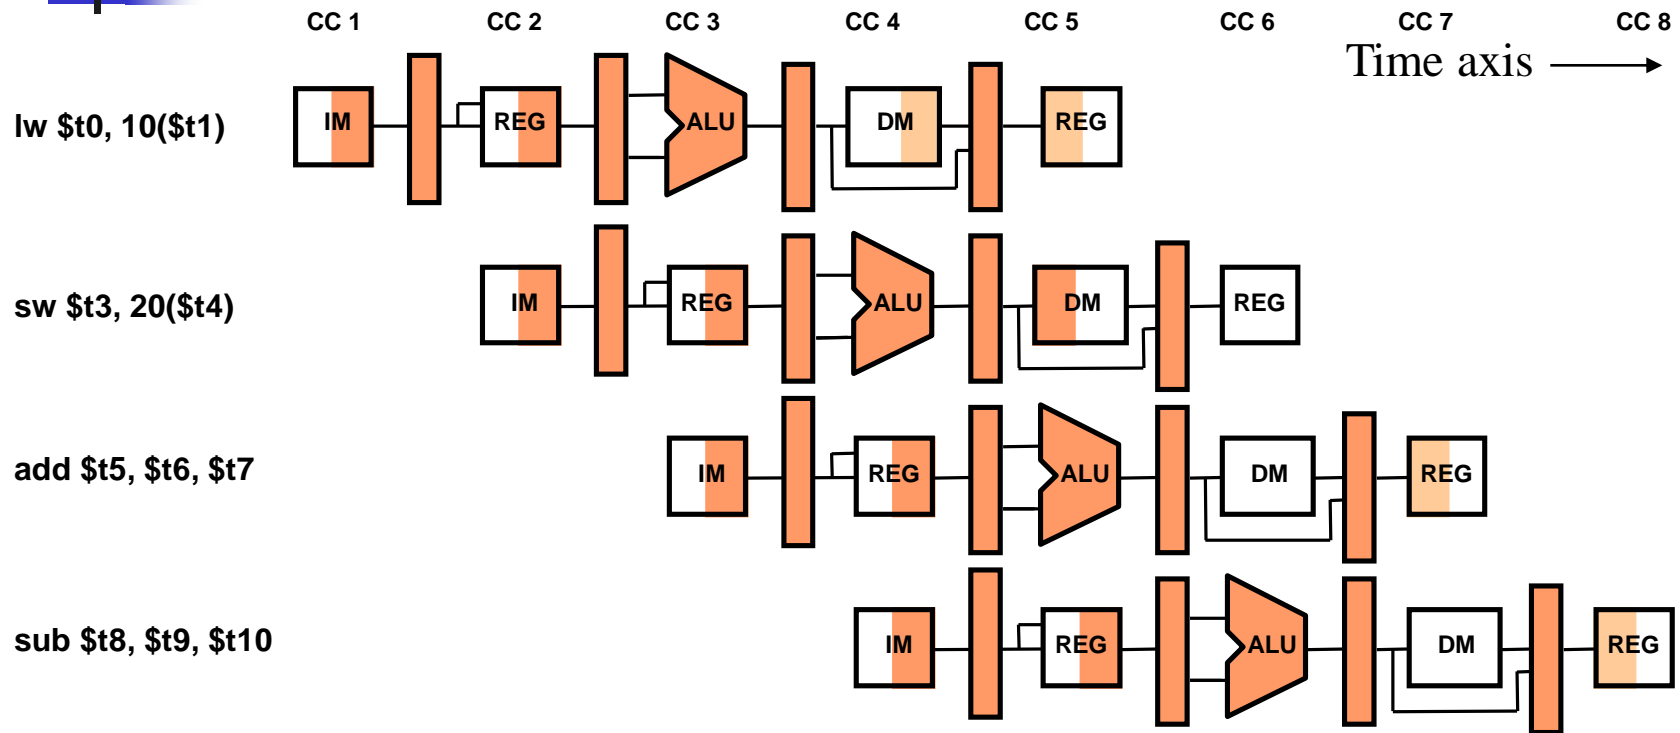 CC 1 CC 2 CC 3 CC 4 CC 5 CC 6 CC 7 CC 8
Time axis
lw $t0, 10($t1) IM REG ALU DM REG
sw $t3, 20($t4) IM REG ALU DM REG
add $t5, $t6, $t7 IM REG ALU DM REG
sub $t8, $t9, $t10 IM REG ALU DM REG